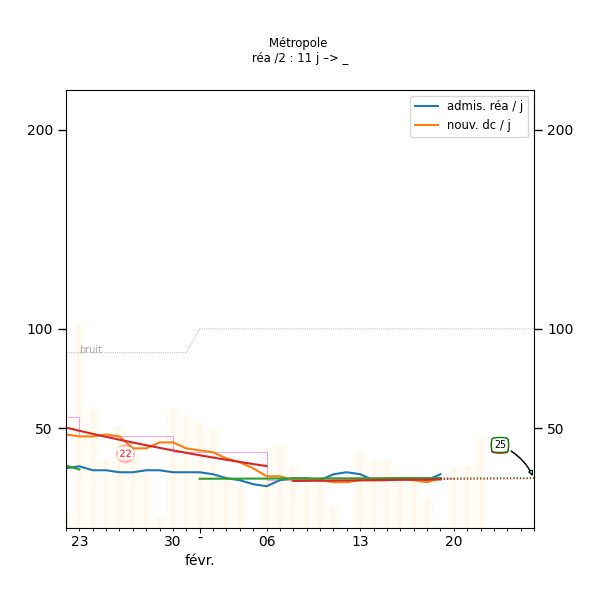 Métropole
réa /2 : 11 j –> _
admis. réa / j
nouv. dc / j
200
200
100
100
bruit
50
50
22
25
23
30
-
06
13
20
févr.